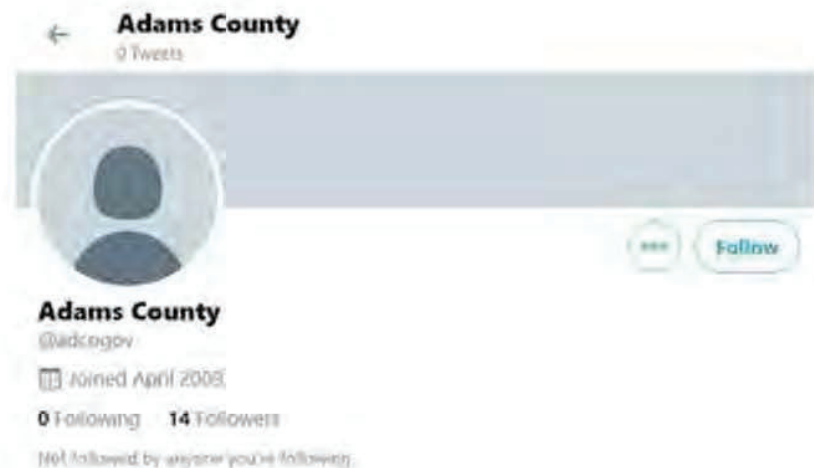 Adams County
0 Tweets
Follow
Adams County
@adcogov
Joined April 2009
0 Following 14 Followers
Not followed by anyone you're following